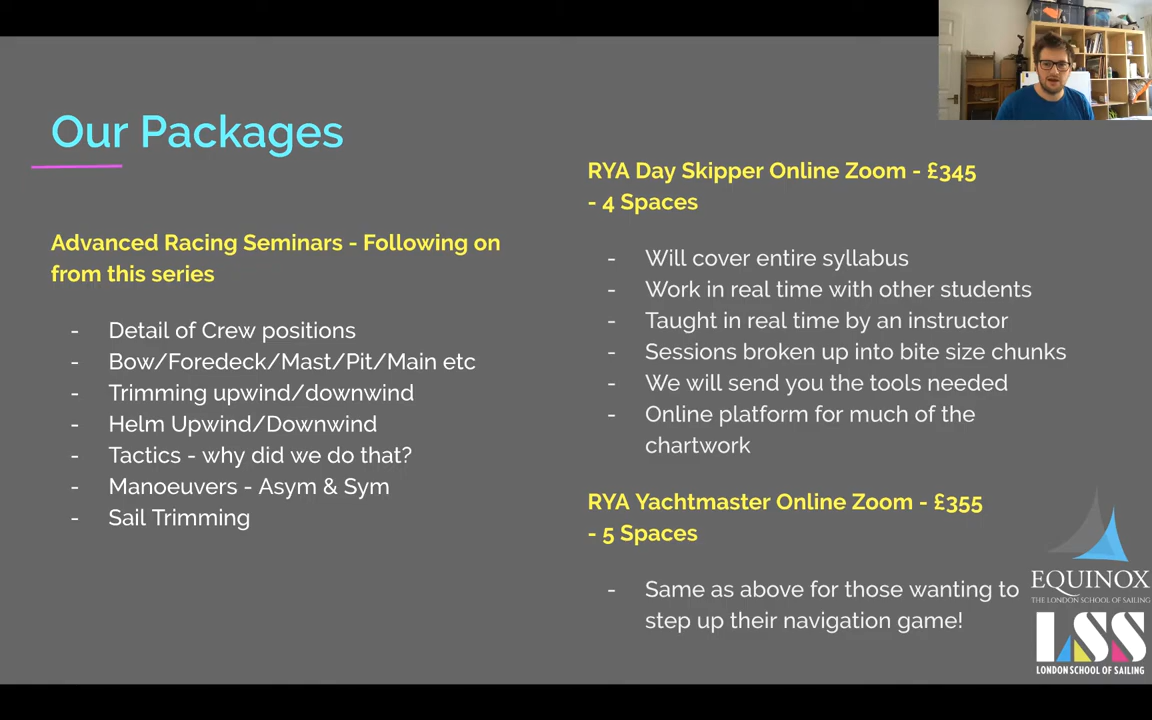 Our Packages
Advanced Racing Seminars - Following on
from this series
- Detail of Crew positions
- Bow/Foredeck/Mast/Pit/Main etc
- Trimming upwind/downwind
- Helm Upwind/Downwind
- Tactics - why did we do that?
- Manoeuvers - Asym & Sym
- Sail Trimming
RYA Day Skipper Online Zoom - £345
- 4 Spaces
- Will cover entire syllabus
- Work in real time with other students
- Taught in real time by an instructor
- Sessions broken up into bite size chunks
- We will send you the tools needed
- Online platform for much of the
chartwork
RYA Yachtmaster Online Zoom - £355
- 5 Spaces
- Same as above for those wanting to
step up their navigation game!
EQUINOX
THE LONDON SCHOOL OF SAILING
LSS
LONDON SCHOOL OF SAILING